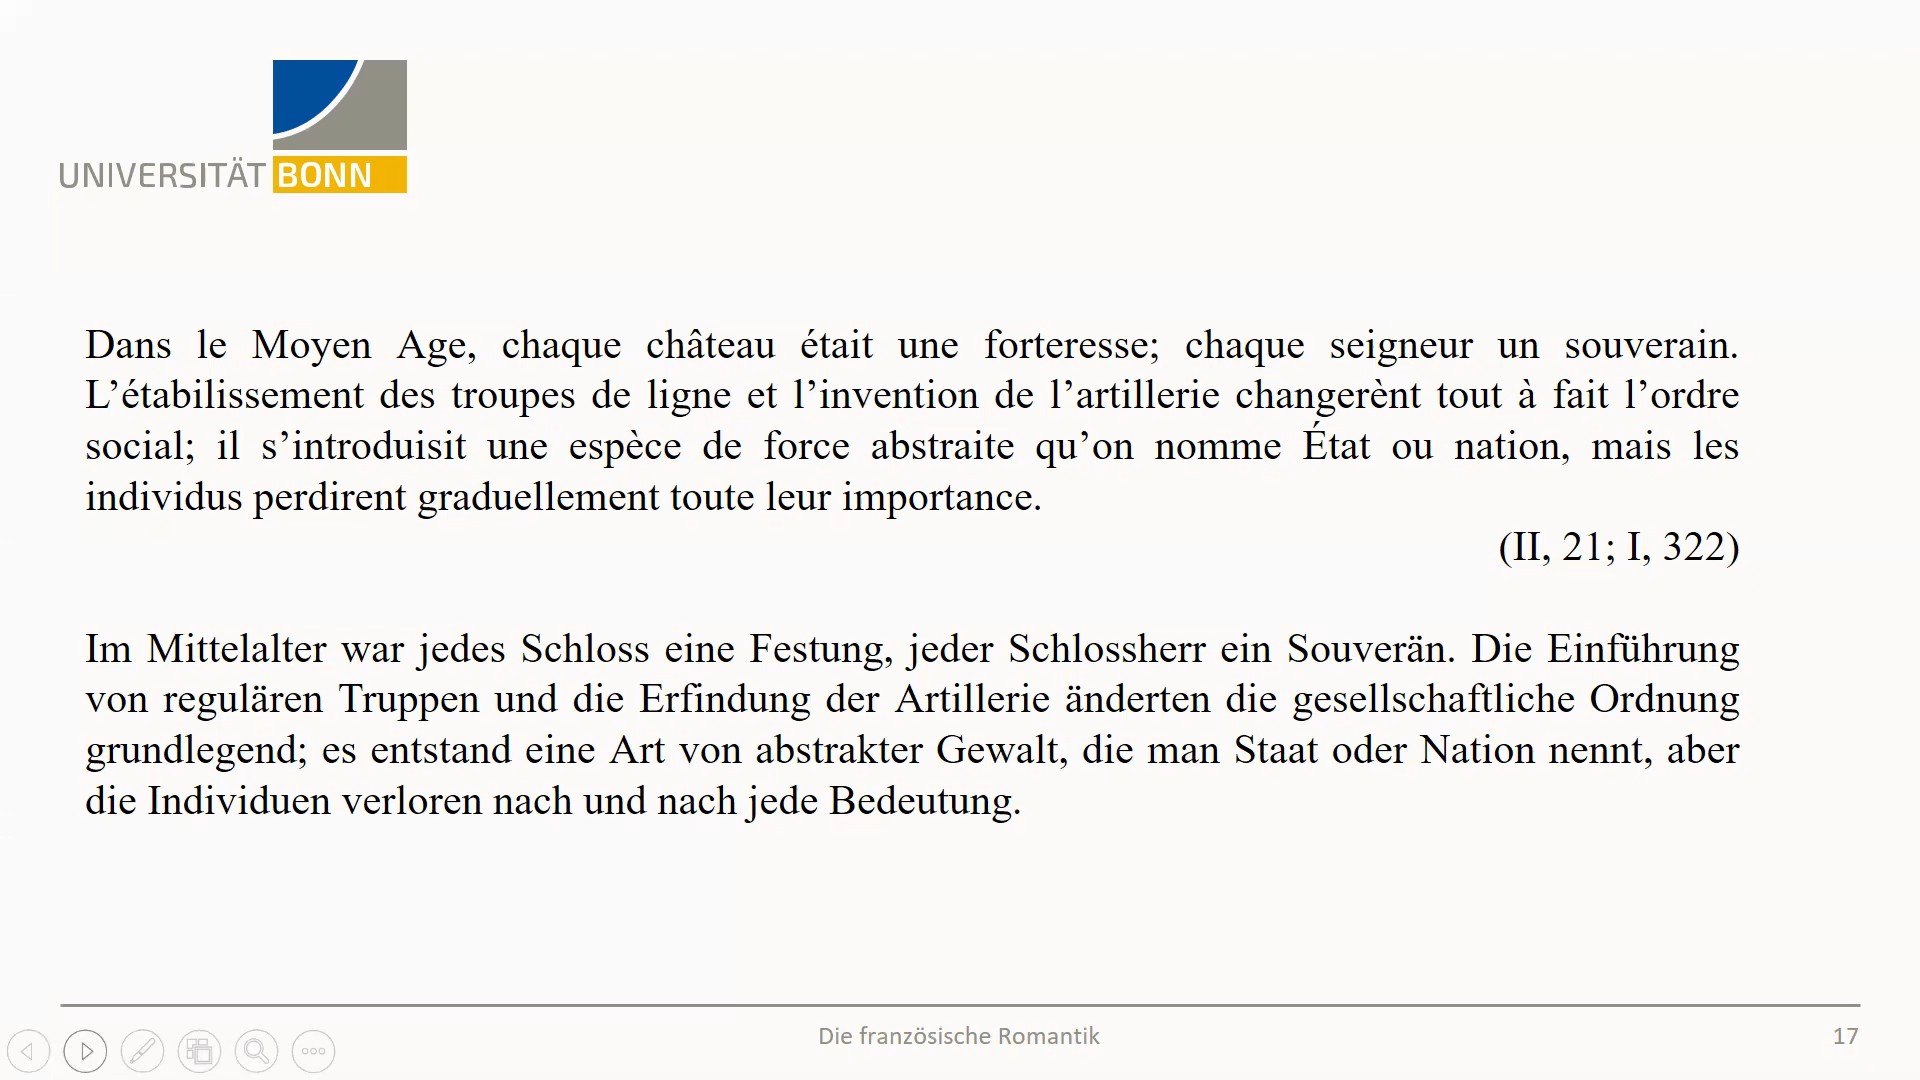 UNIVERSITÄT BONN
Dans le Moyen Age, chaque château était une forteresse; chaque seigneur un souverain.
L’étabilissement des troupes de ligne et l’invention de l’artillerie changerènt tout à fait l’ordre
social; il s’introduisit une espèce de force abstraite qu’on nomme État ou nation, mais les
individus perdirent graduellement toute leur importance.
(II, 21; I, 322)
Im Mittelalter war jedes Schloss eine Festung, jeder Schlossherr ein Souverän. Die Einführung
von regulären Truppen und die Erfindung der Artillerie änderten die gesellschaftliche Ordnung
grundlegend; es entstand eine Art von abstrakter Gewalt, die man Staat oder Nation nennt, aber
die Individuen verloren nach und nach jede Bedeutung.
Die französische Romantik
17